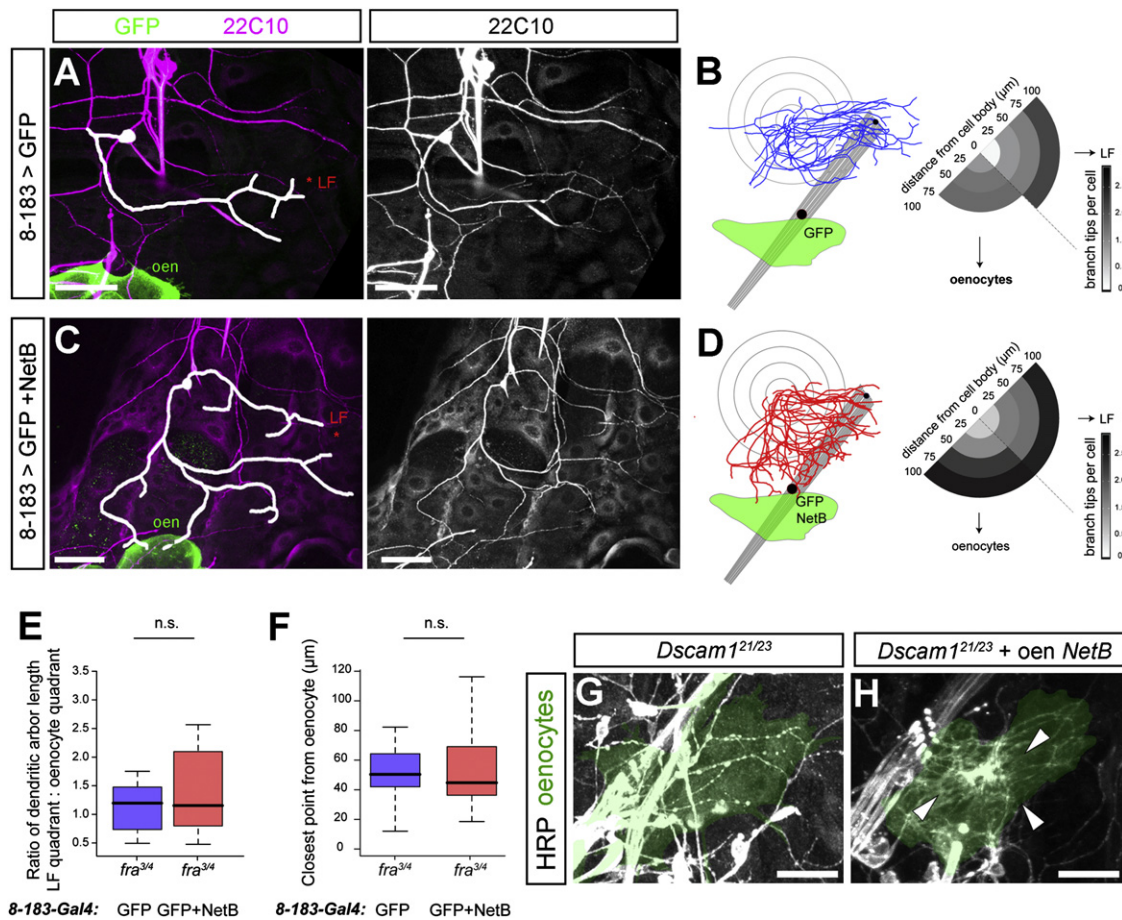 GFP 22C10
22C10
8-183 > GFP
A
* LF
oen
B
GFP
distance from cell body (µm)
100
75
50
25
0
25
50
75
100
oenocytes
LF
branch tips per cell
8-183 > GFP +NetB
C
LF
*
oen
D
GFP
NetB
distance from cell body (µm)
100
75
50
25
0
25
50
75
100
oenocytes
LF
branch tips per cell
E
n.s.
Ratio of dendritic arbor length
LF quadrant : oenocyte quadrant
3.5
3.0
2.5
2.0
1.5
1.0
0.5
fra3/4 fra3/4
8-183-Gal4: GFP GFP+NetB
F
n.s.
Closest point from oenocyte (µm)
120
100
80
60
40
20
0
fra3/4 fra3/4
8-183-Gal4: GFP GFP+NetB
Dscam121/23
Dscam121/23 + oen NetB
HRP oenocytes
G
H